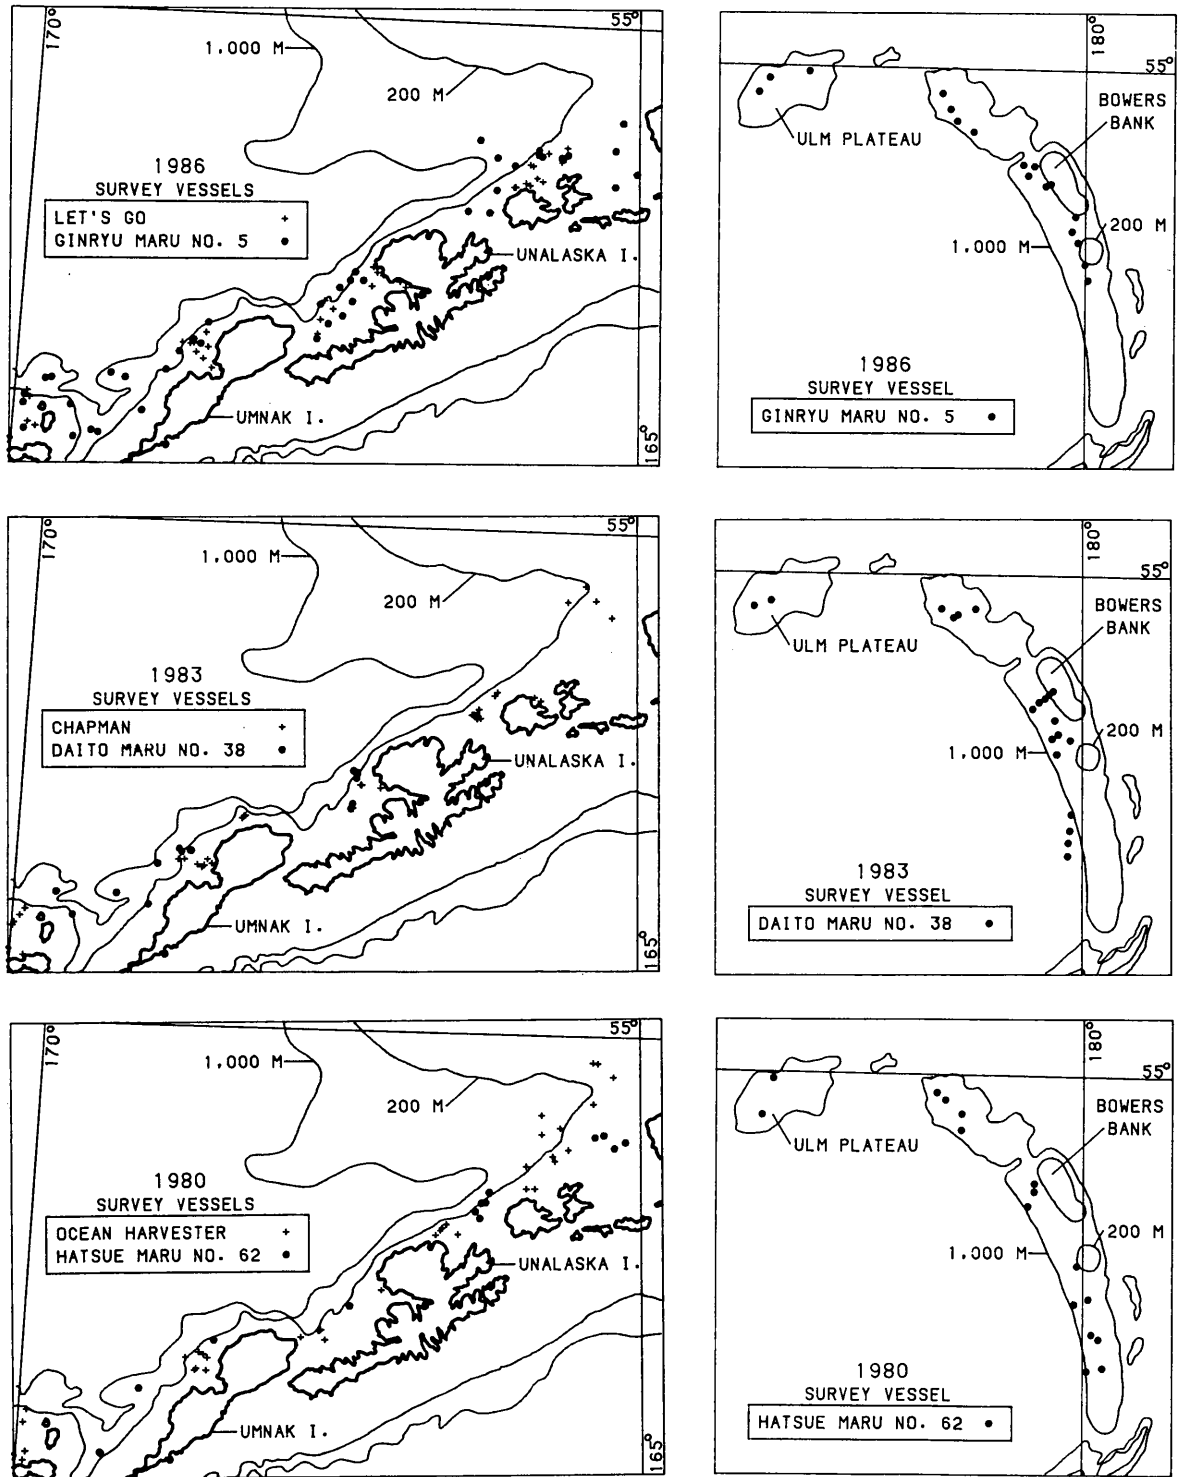 170°
55°
1,000 M
200 M
1986
SURVEY VESSELS
LET'S GO +
GINRYU MARU NO. 5 •
UNALASKA I.
UMNAK I.
165°
180°
55°
BOWERS
BANK
ULM PLATEAU
200 M
1,000 M
1986
SURVEY VESSEL
GINRYU MARU NO. 5 •
170°
55°
1,000 M
200 M
1983
SURVEY VESSELS
CHAPMAN +
DAITO MARU NO. 38 •
UNALASKA I.
UMNAK I.
165°
180°
55°
BOWERS
BANK
ULM PLATEAU
200 M
1,000 M
1983
SURVEY VESSEL
DAITO MARU NO. 38 •
170°
55°
1,000 M
200 M
1980
SURVEY VESSELS
OCEAN HARVESTER +
HATSUE MARU NO. 62 •
UNALASKA I.
UMNAK I.
165°
180°
55°
BOWERS
BANK
ULM PLATEAU
200 M
1,000 M
1980
SURVEY VESSEL
HATSUE MARU NO. 62 •